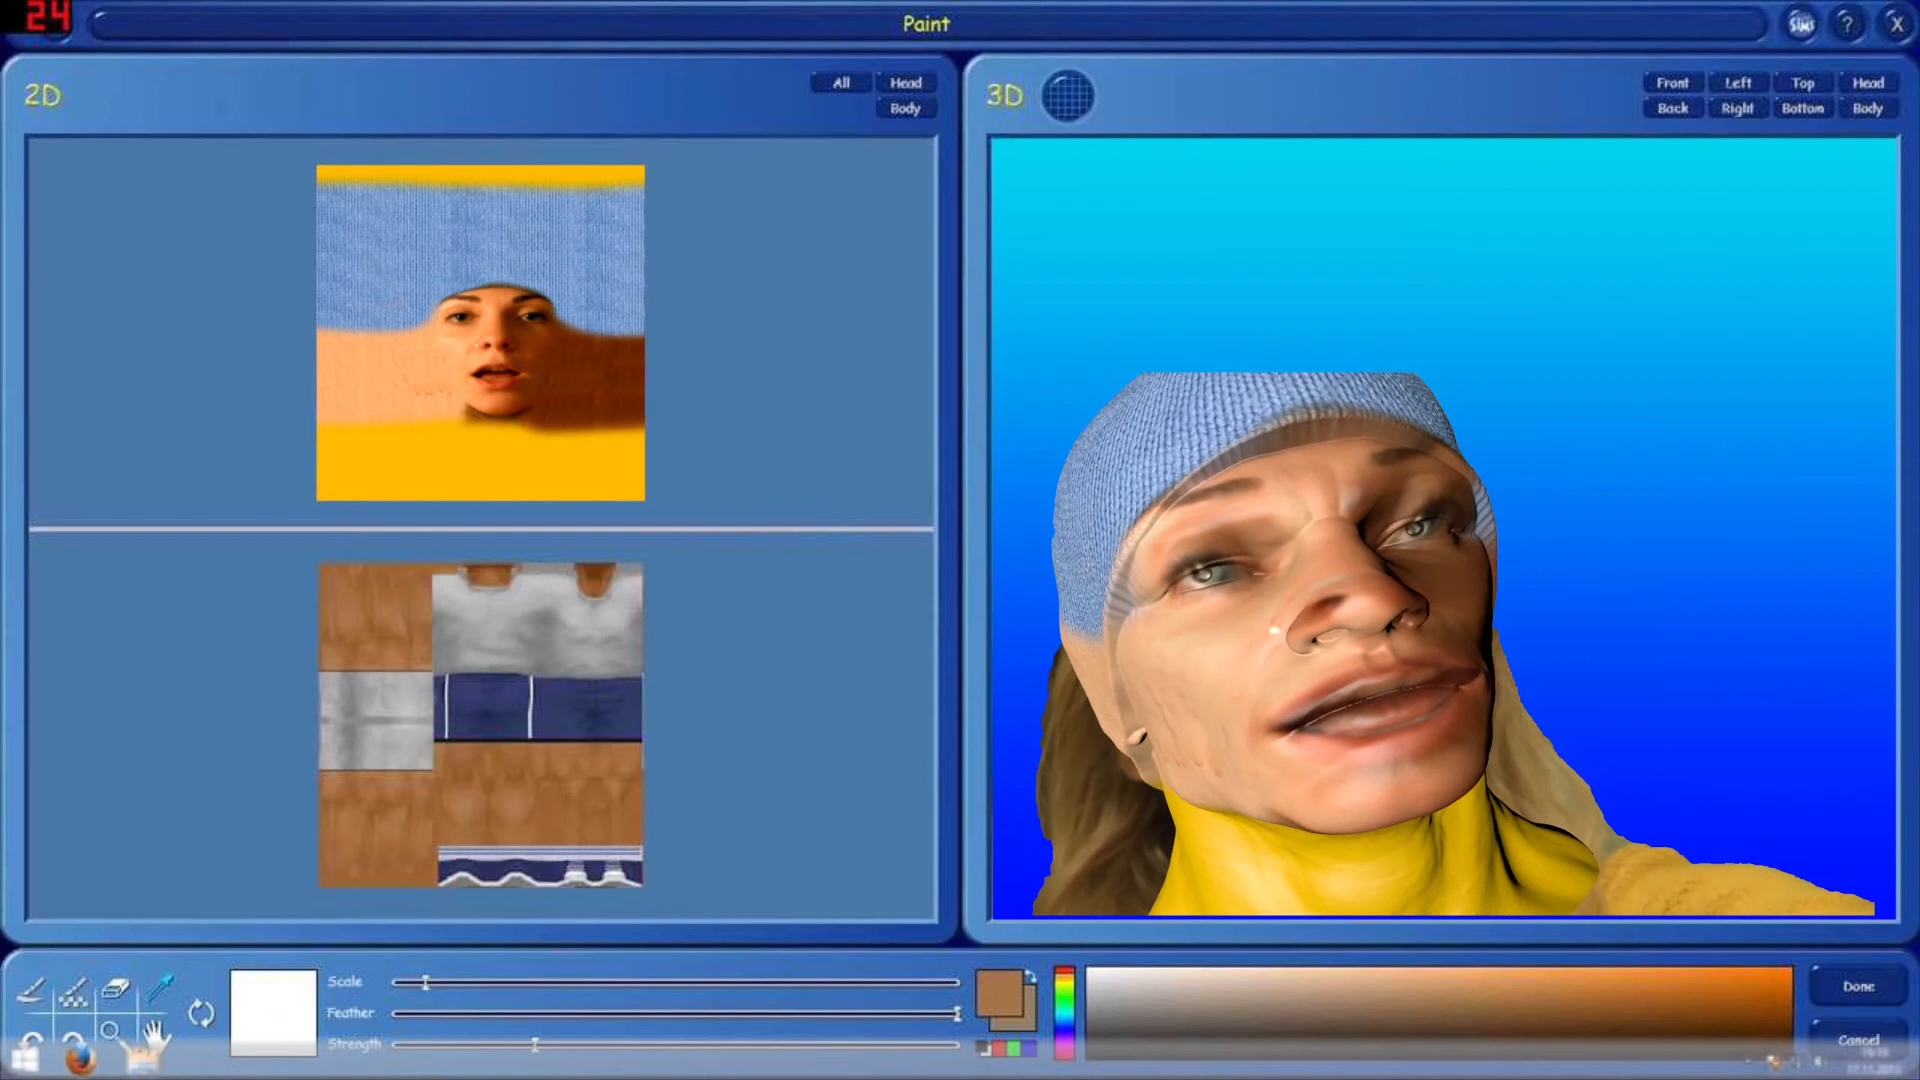 24
Paint
SiMS
?
X
2D
All
Head
Body
3D
Front
Left
Top
Head
Back
Right
Bottom
Body
Scale
Feather
Strength
Done
Cancel